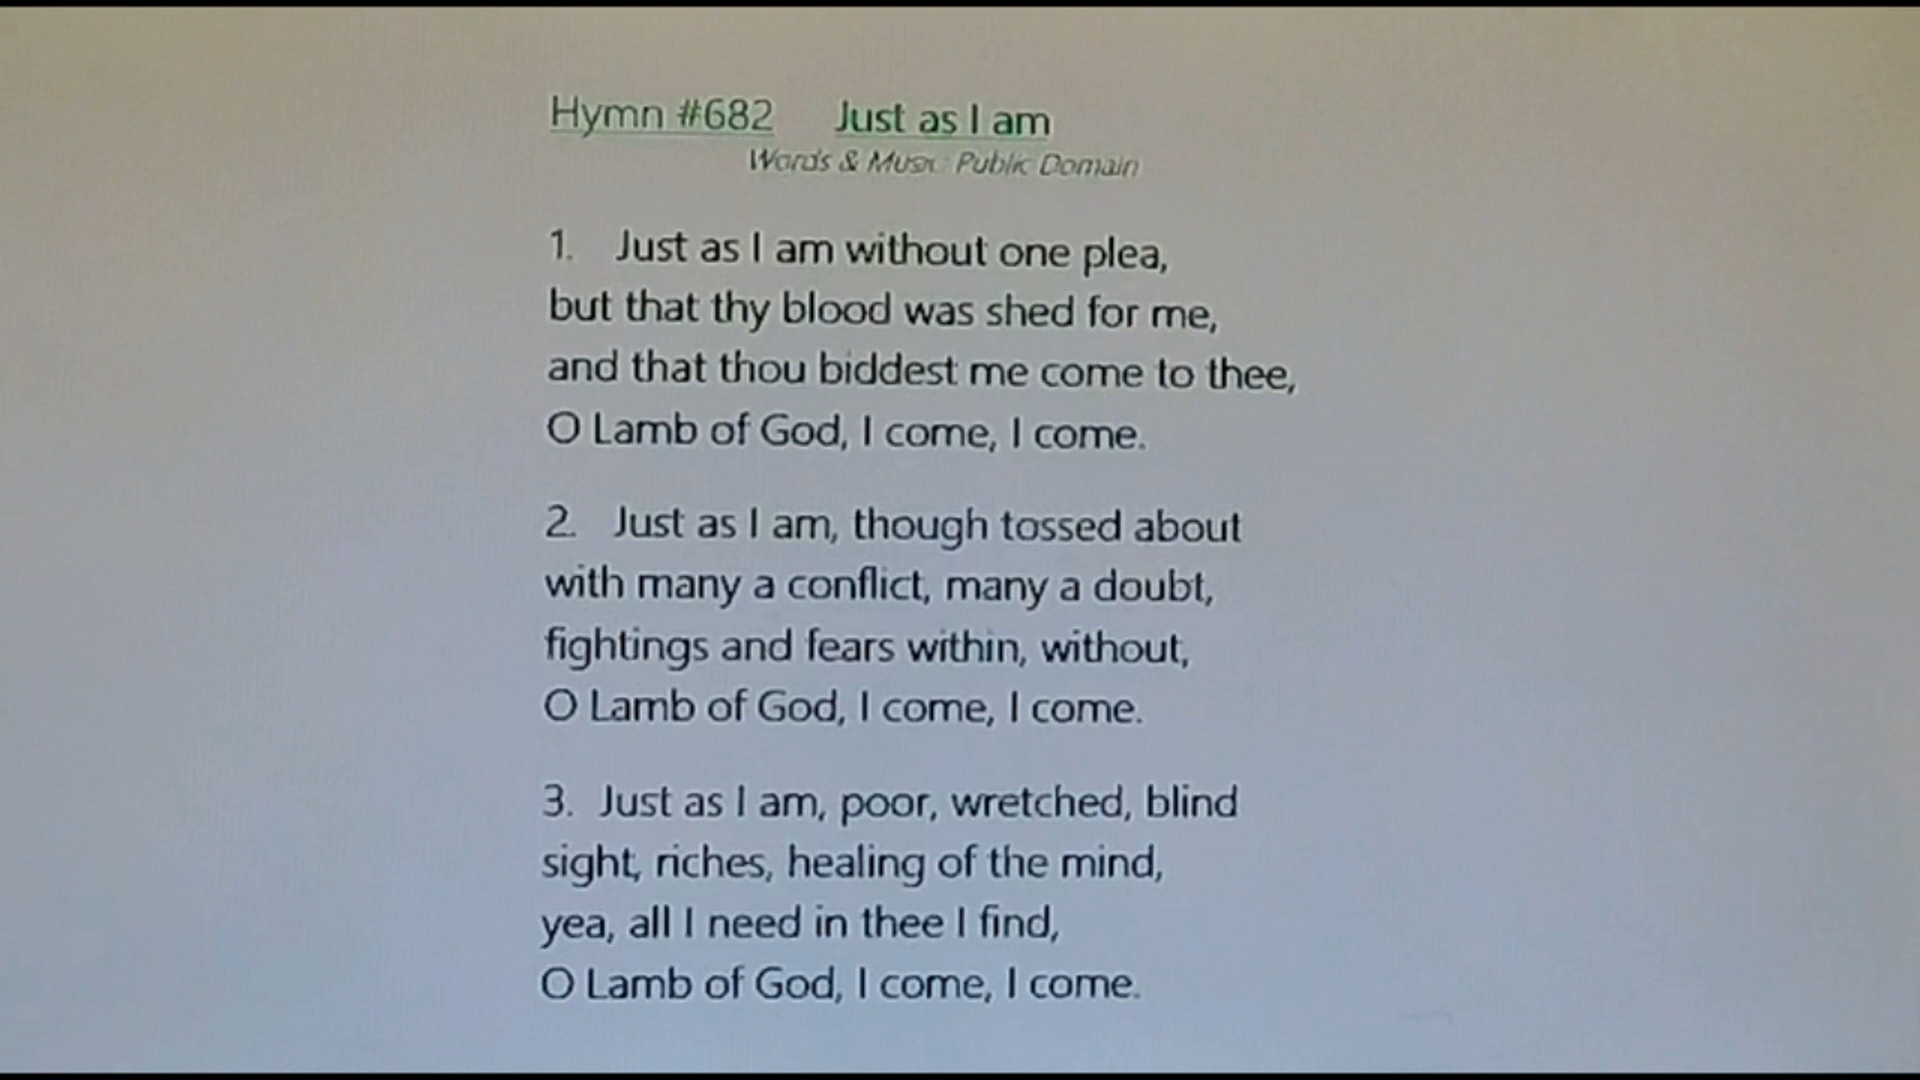 Hymn #682 Just as I am
Words & Music Public Domain
1. Just as I am without one plea,
but that thy blood was shed for me,
and that thou biddest me come to thee,
O Lamb of God, I come, I come.
2. Just as I am, though tossed about
with many a conflict, many a doubt,
fightings and fears within, without,
O Lamb of God, I come, I come.
3. Just as I am, poor, wretched, blind
sight, riches, healing of the mind,
yea, all I need in thee I find,
O Lamb of God, I come, I come.